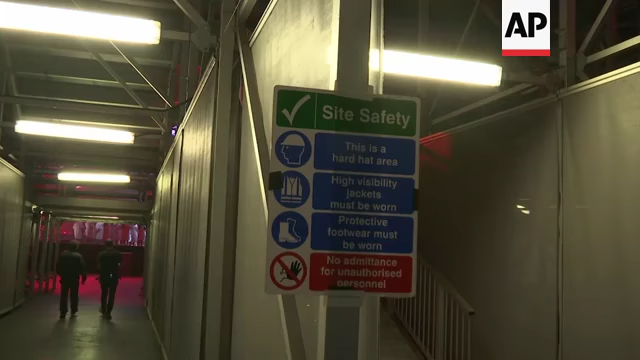 AP
Site Safety
This is a
hard hat area
High visibility
jackets
must be worn
Protective
footwear must
be worn
No admittance
for unauthorised
personnel